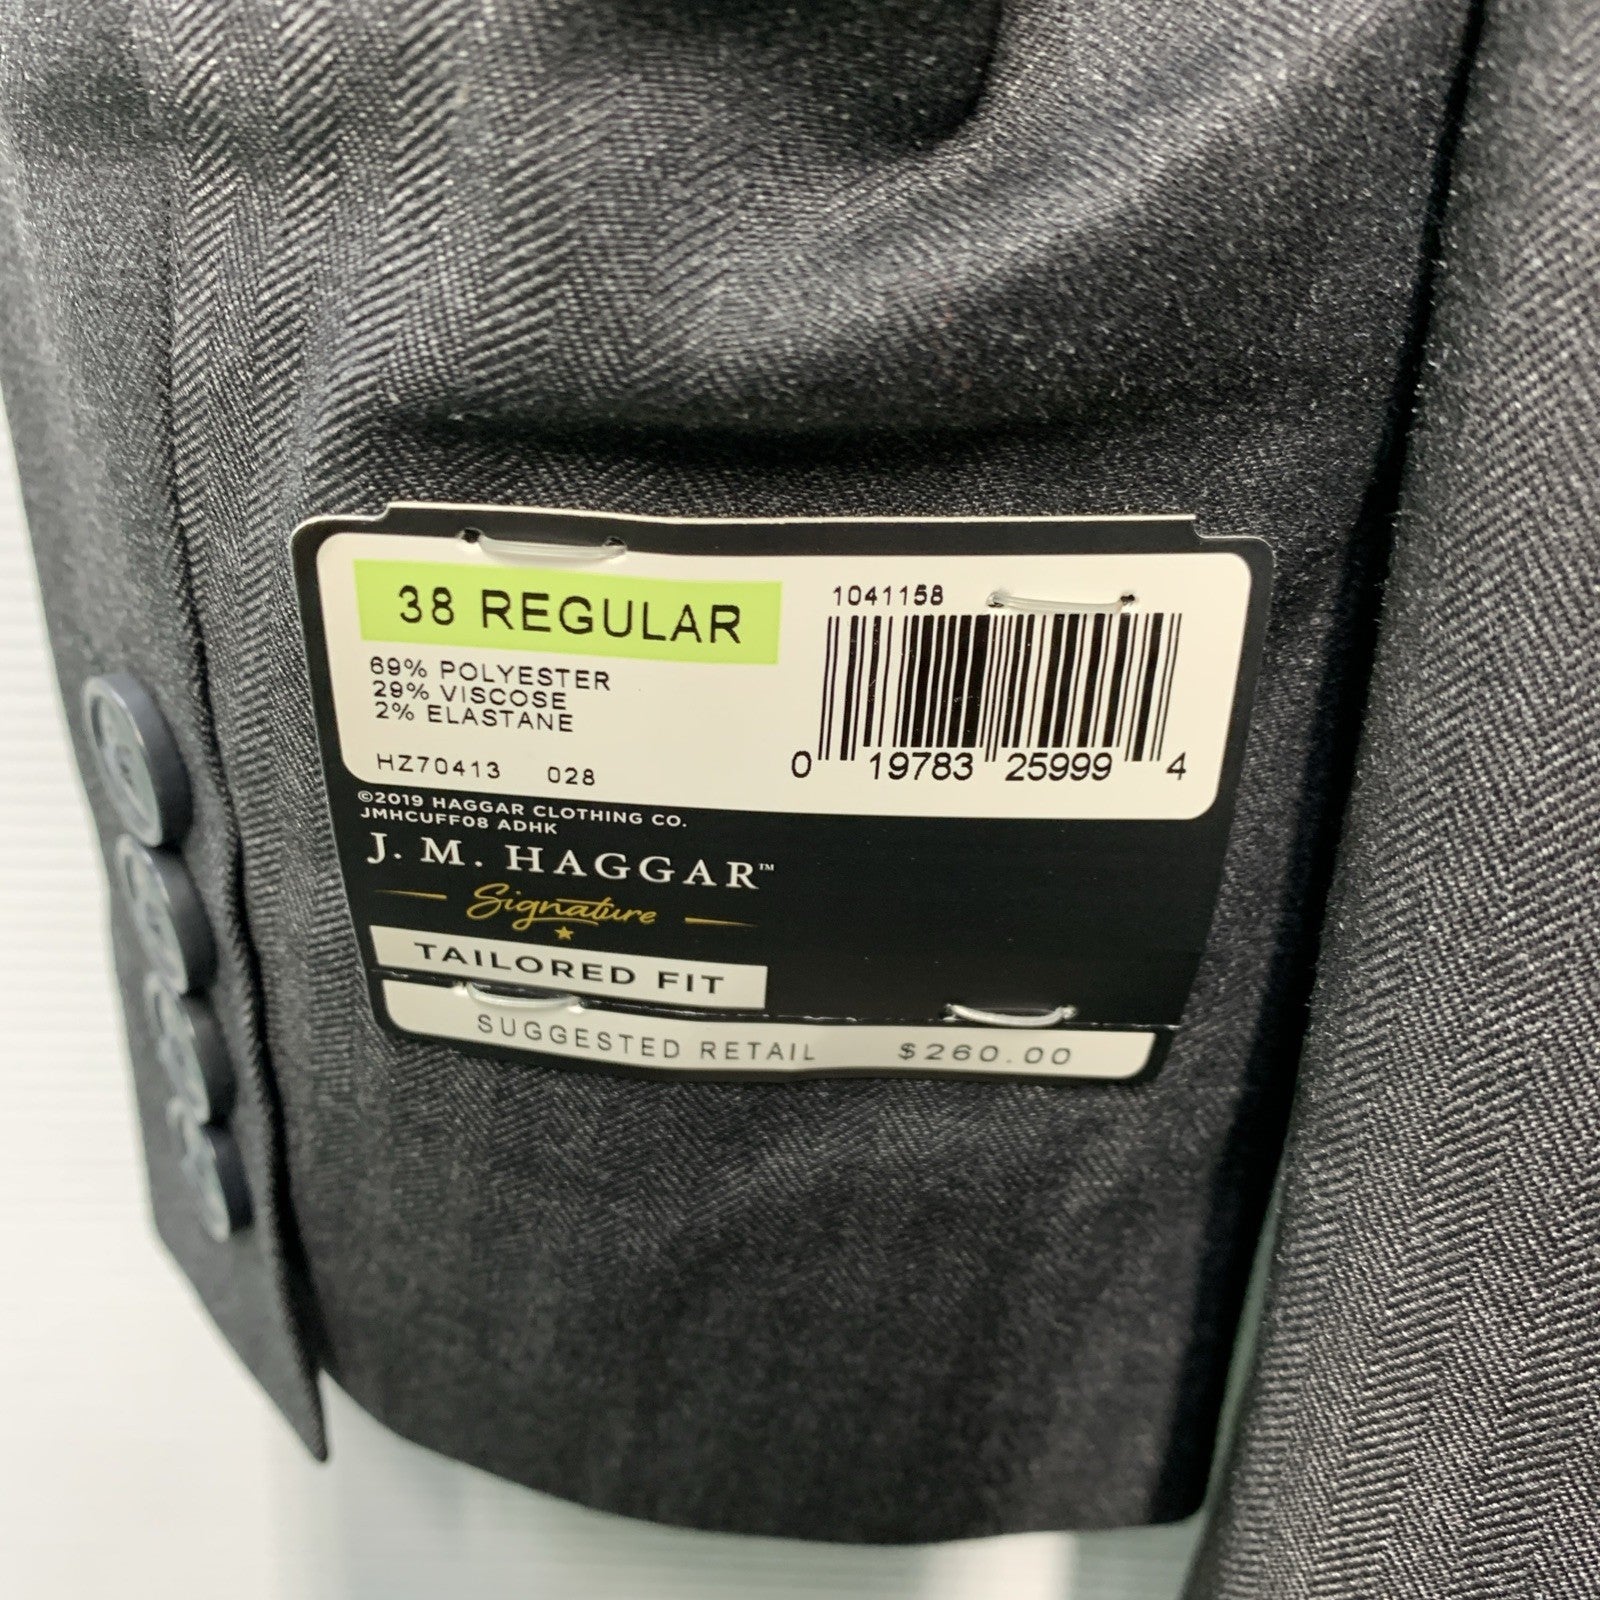 38 REGULAR
69% POLYESTER
29% VISCOSE
2% ELASTANE
HZ70413 028
1041158
0 19783 25999 4
©2019 HAGGAR CLOTHING CO.
JMHCUFF08 ADHK
J. M. HAGGAR™
Signature
TAILORED FIT
SUGGESTED RETAIL $260.00